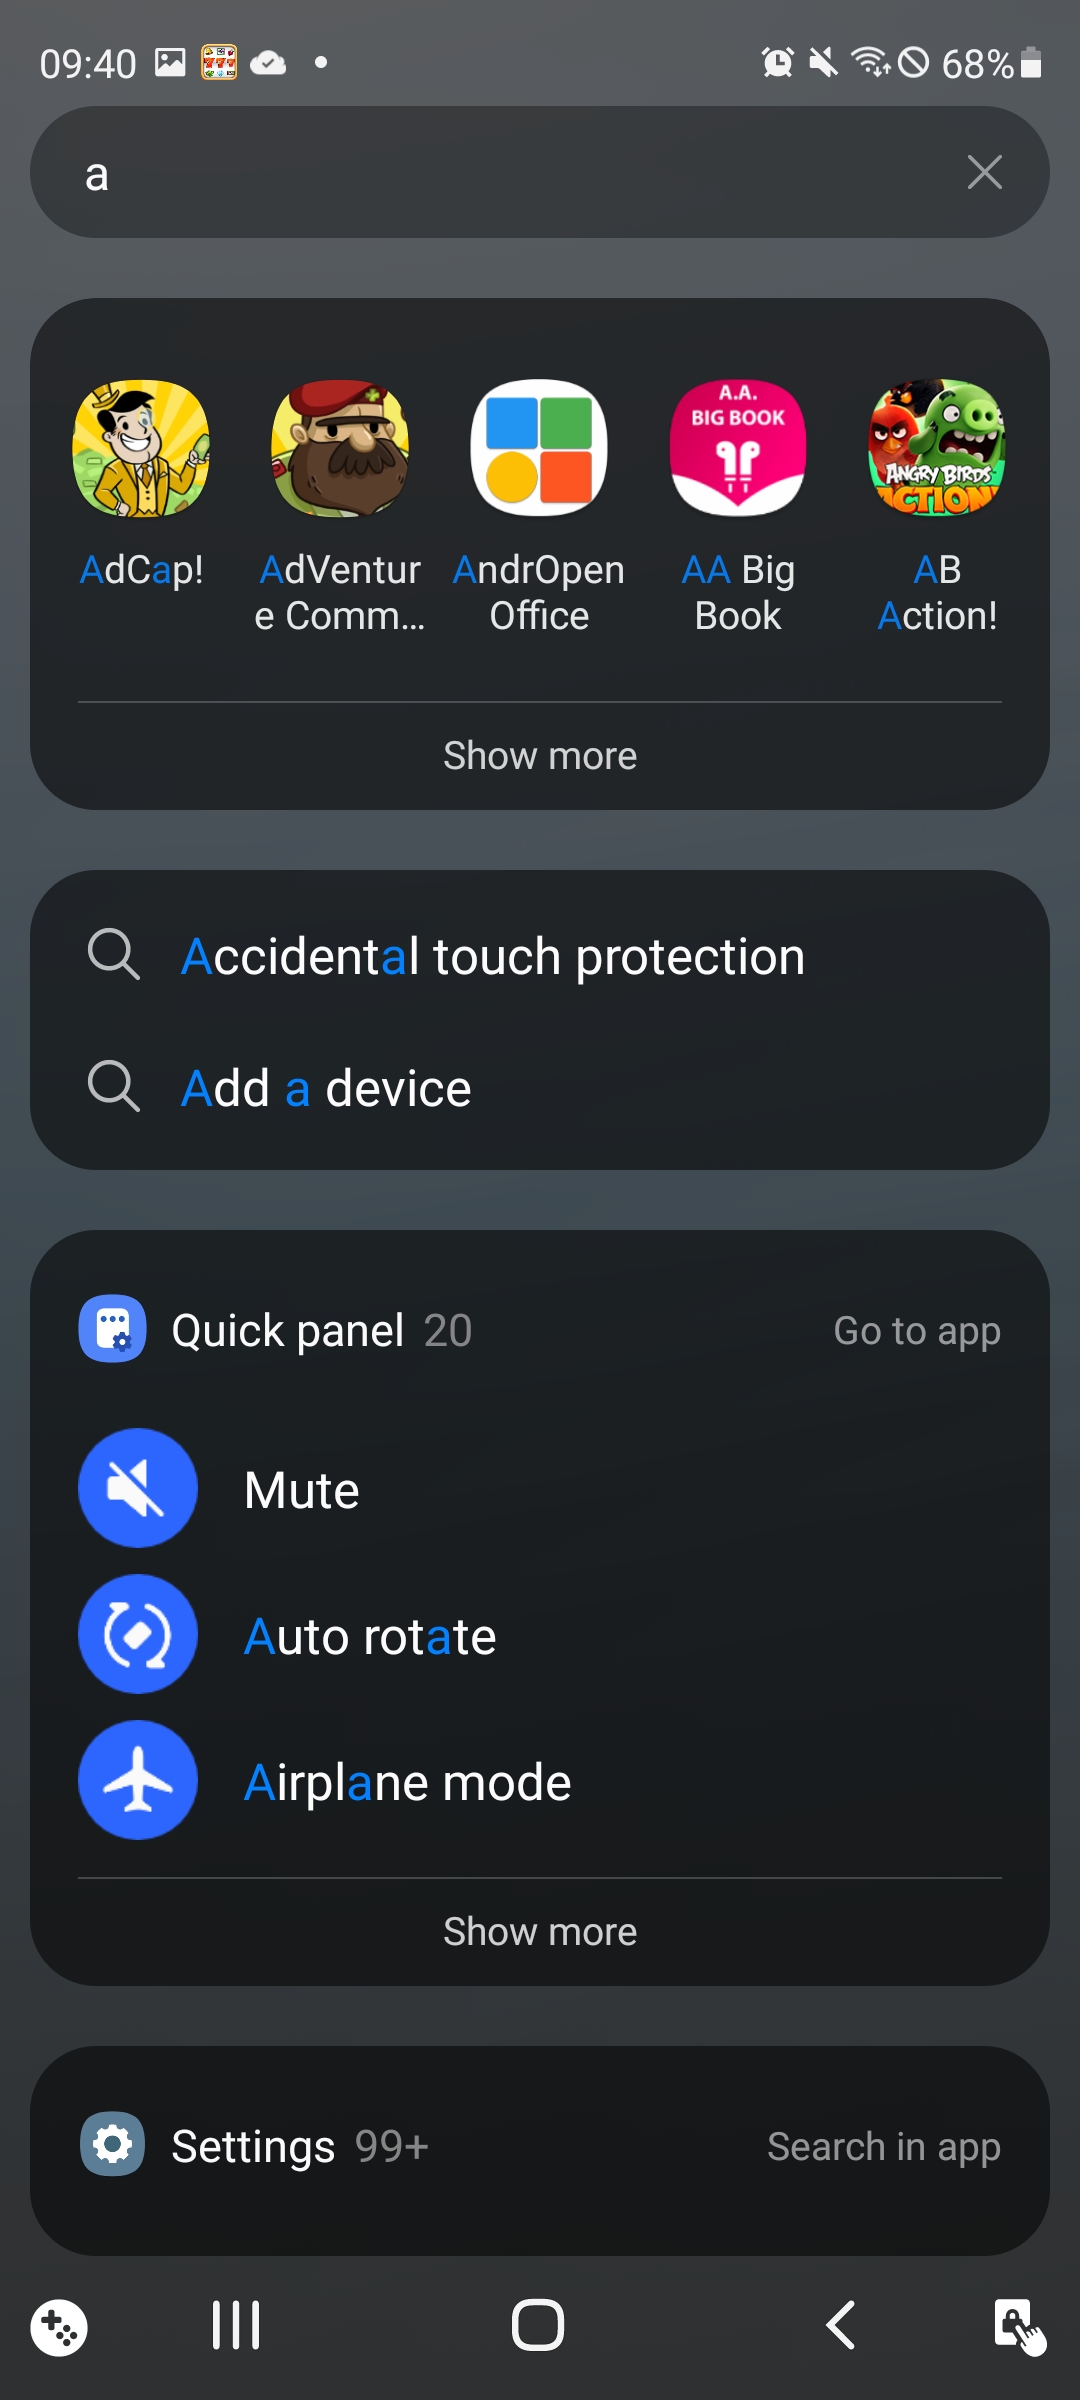 09:40
68%
a
A.A.
BIG BOOK
ANGRY BIRDS
ACTION!
AdCap!
AdVentur
e Comm...
AndrOpen
Office
AA Big
Book
AB
Action!
Show more
Accidental touch protection
Add a device
Quick panel 20
Go to app
Mute
Auto rotate
Airplane mode
Show more
Settings 99+
Search in app